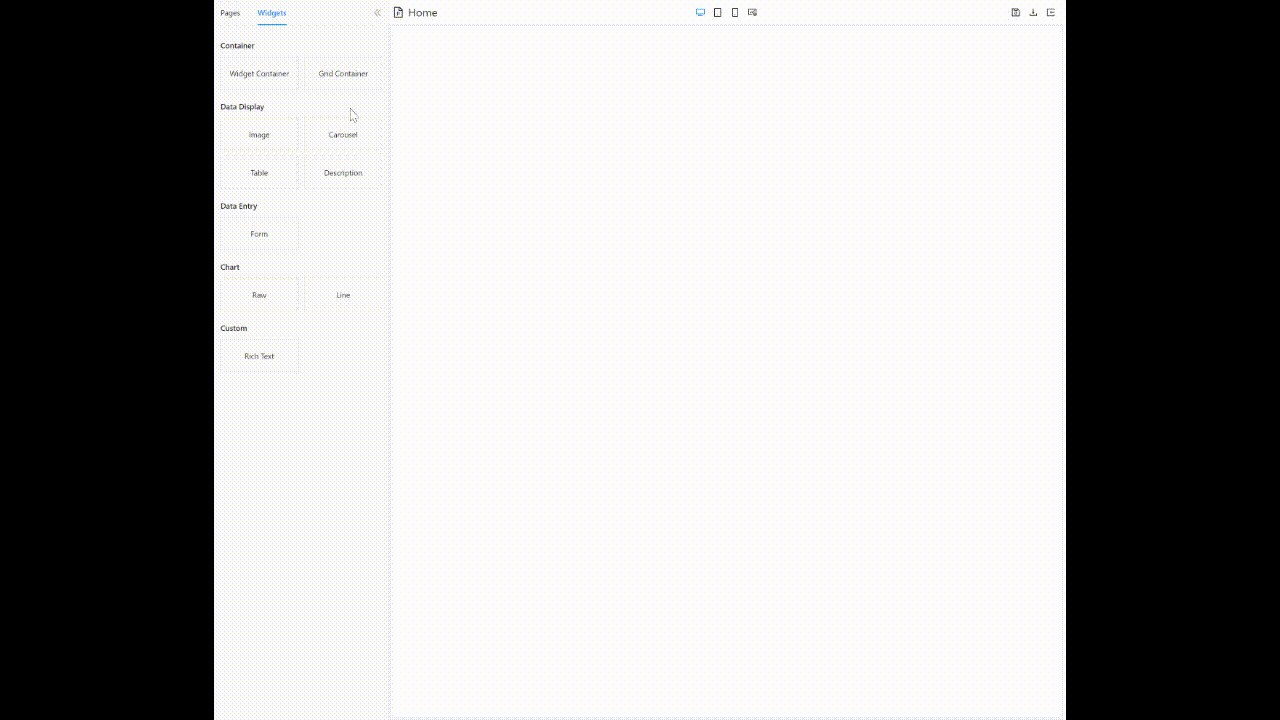 Pages Widgets Home
Container
Widget Container Grid Container
Data Display
Image Carousel
Table Description
Data Entry
Form
Chart
Raw Line
Custom
Rich Text